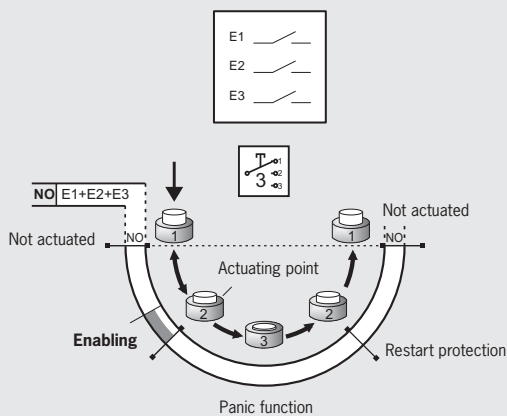 E1
E2
E3
1
2
3
3
NO E1+E2+E3
Not actuated
Not actuated
NO
1
1
NO
Actuating point
2
2
3
Enabling
Restart protection
Panic function